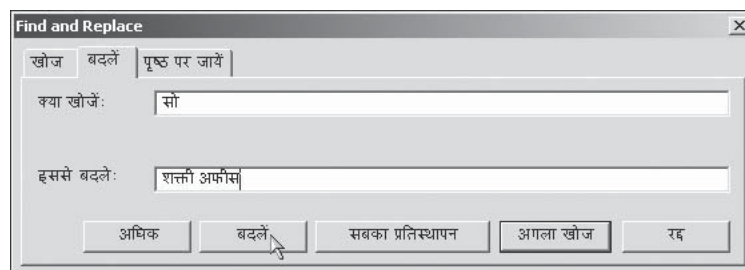 Find and Replace
खोज बदलें पृष्ठ पर जायें
क्या खोजें: सो
इससे बदले: शक्ती अफीस
अधिक बदलें सबका प्रतिस्थापन अगला खोज रद्द